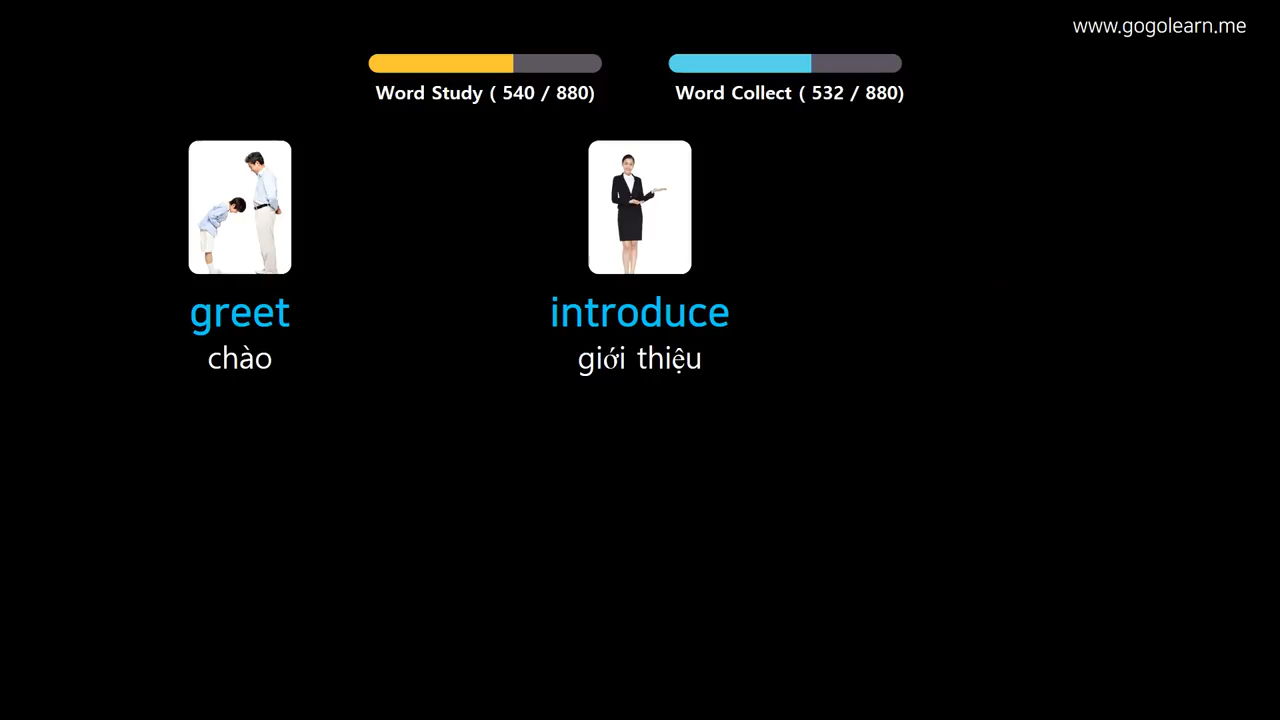 www.gogolearn.me
Word Study ( 540 / 880)
Word Collect ( 532 / 880)
greet
chào
introduce
giới thiệu